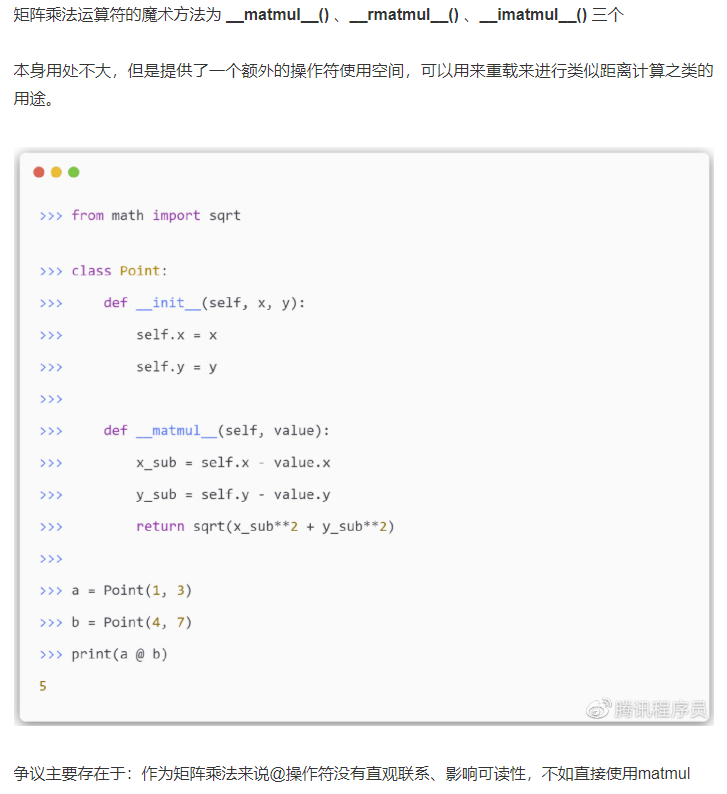 矩阵乘法运算符的魔术方法为 __matmul__() 、__rmatmul__() 、__imatmul__() 三个
本身用处不大，但是提供了一个额外的操作符使用空间，可以用来重载来进行类似距离计算之类的
用途。
>>> from math import sqrt
>>> class Point:
>>>     def __init__(self, x, y):
>>>         self.x = x
>>>         self.y = y
>>>
>>>     def __matmul__(self, value):
>>>         x_sub = self.x - value.x
>>>         y_sub = self.y - value.y
>>>         return sqrt(x_sub**2 + y_sub**2)
>>>
>>> a = Point(1, 3)
>>> b = Point(4, 7)
>>> print(a @ b)
5
腾讯程序员
争议主要存在于：作为矩阵乘法来说@操作符没有直观联系、影响可读性，不如直接使用matmul